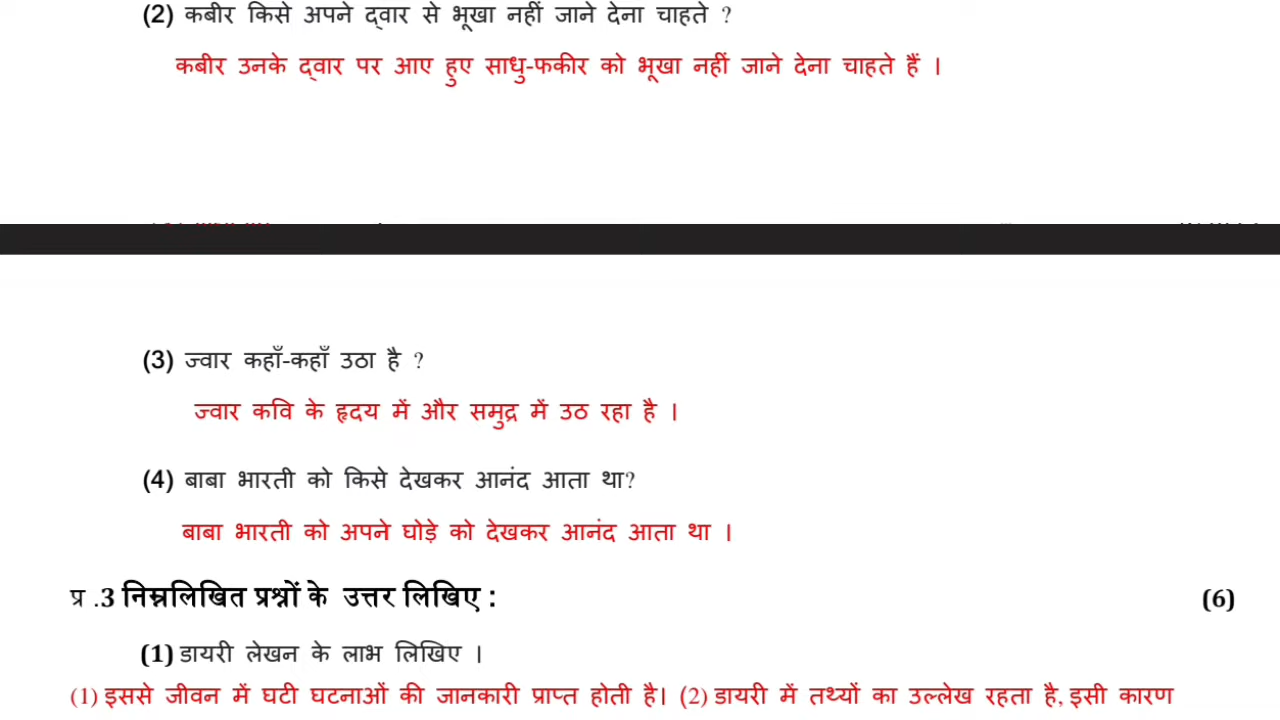 (2) कबीर किसे अपने द्वार से भूखा नहीं जाने देना चाहते ?
कबीर उनके द्वार पर आए हुए साधु-फकीर को भूखा नहीं जाने देना चाहते हैं ।
(3) ज्वार कहाँ-कहाँ उठा है ?
ज्वार कवि के हृदय में और समुद्र में उठ रहा है ।
(4) बाबा भारती को किसे देखकर आनंद आता था?
बाबा भारती को अपने घोड़े को देखकर आनंद आता था ।
प्र .3 निम्नलिखित प्रश्नों के उत्तर लिखिए : (6)
(1) डायरी लेखन के लाभ लिखिए ।
(1) इससे जीवन में घटी घटनाओं की जानकारी प्राप्त होती है। (2) डायरी में तथ्यों का उल्लेख रहता है, इसी कारण